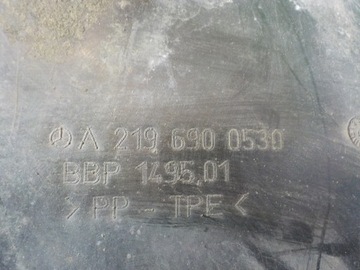 A 219 690 0530
BBP 1495.01
> PP - TPE <